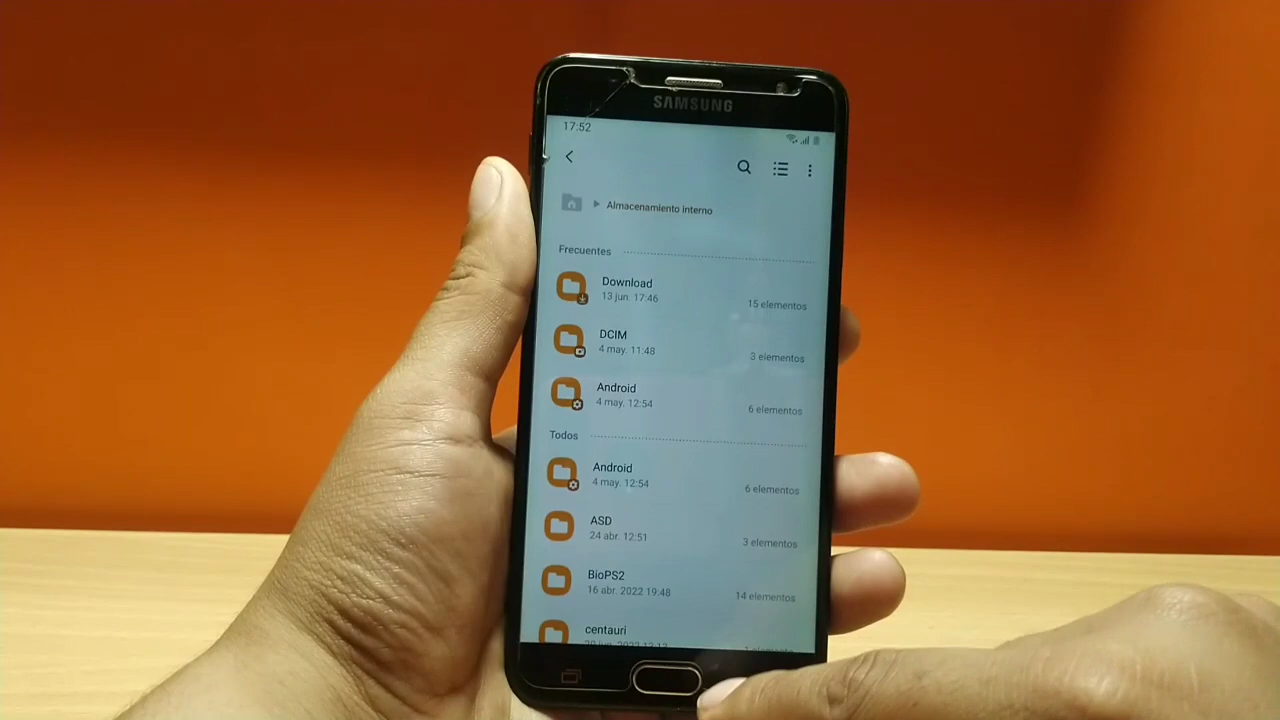 SAMSUNG
17:52
Almacenamiento interno
Frecuentes
Download
13 jun. 17:46
15 elementos
DCIM
4 may. 11:48
3 elementos
Android
4 may. 12:54
6 elementos
Todos
Android
4 may. 12:54
6 elementos
ASD
24 abr. 12:51
3 elementos
BioPS2
16 abr. 2022 19:48
14 elementos
centauri